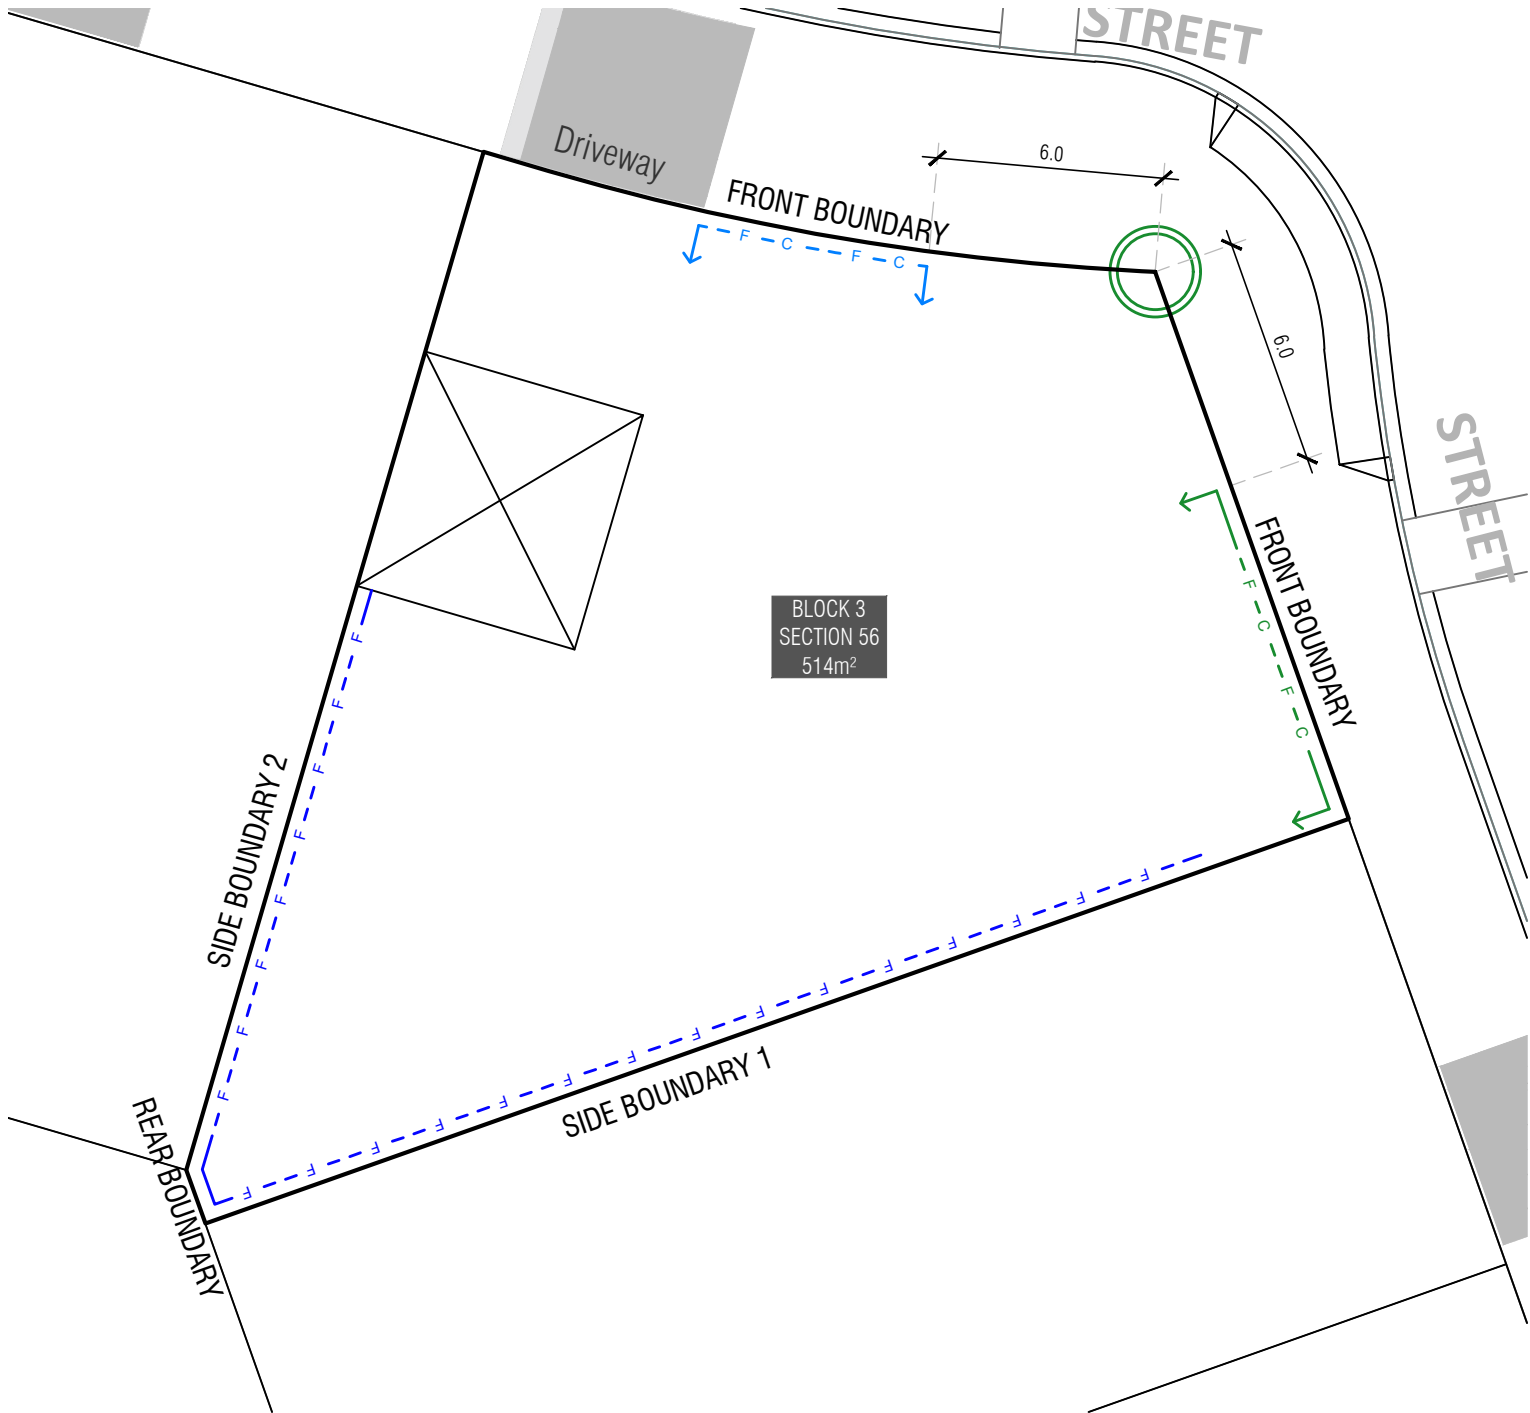 STREET
Driveway
6.0
FRONT BOUNDARY
F C F C
6.0
STREET
FRONT BOUNDARY
F C F C
BLOCK 3
SECTION 56
514m²
F F F F F F F F
SIDE BOUNDARY 2
F F F F F F F F F F F F F F F
SIDE BOUNDARY 1
REAR BOUNDARY